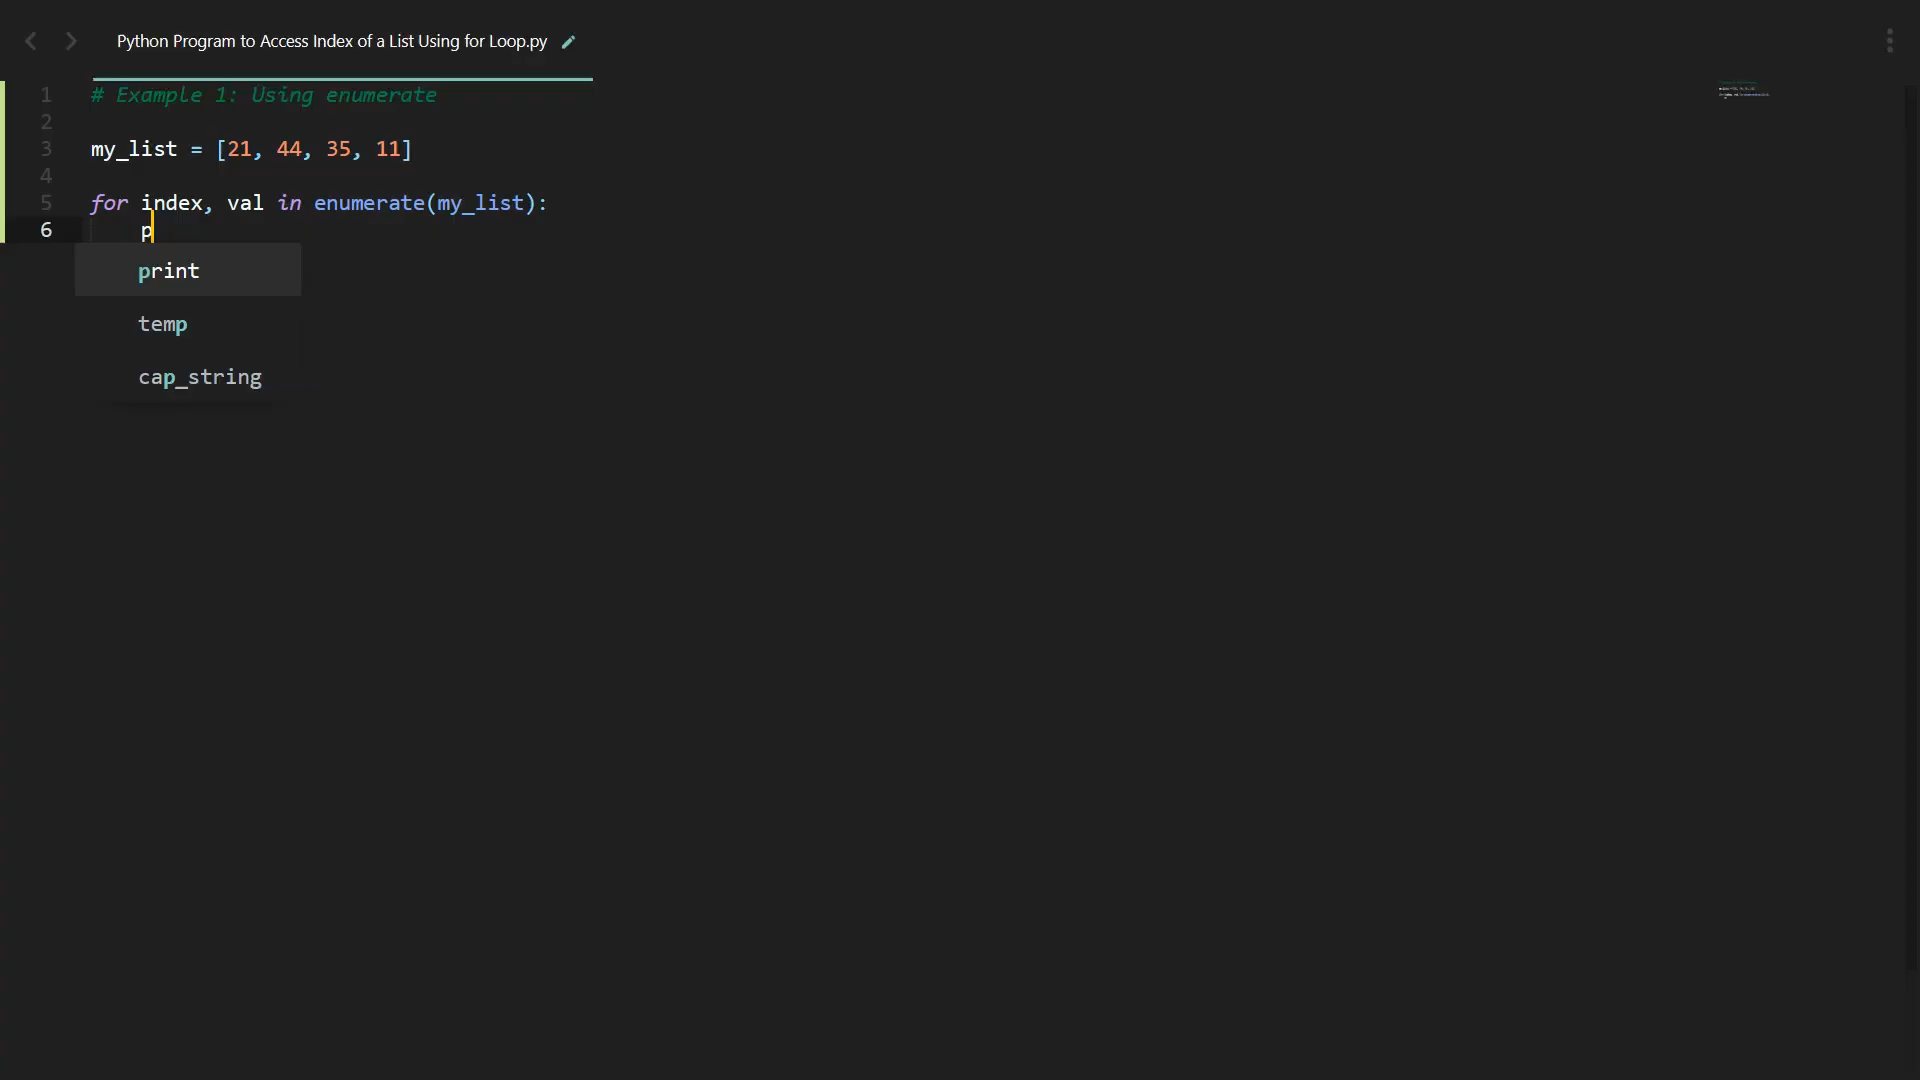 Python Program to Access Index of a List Using for Loop.py
1 # Example 1: Using enumerate
2
3 my_list = [21, 44, 35, 11]
4
5 for index, val in enumerate(my_list):
6 p
print
temp
cap_string